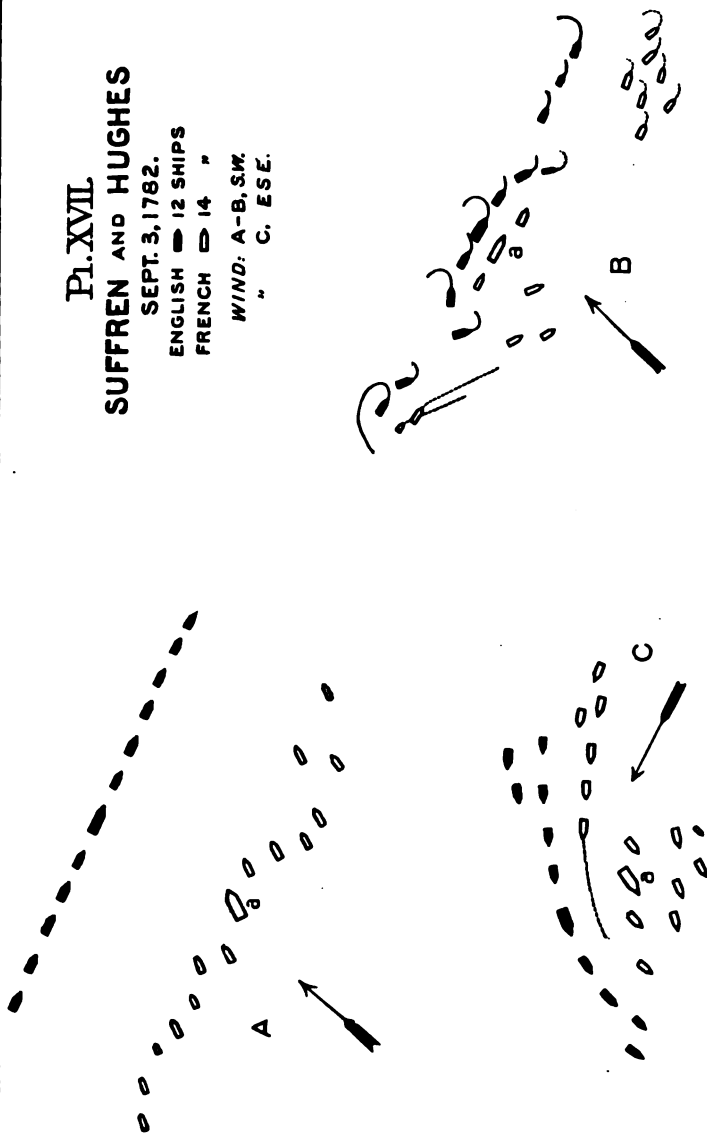 Pl. XVII.
SUFFREN AND HUGHES
SEPT. 3, 1782.
ENGLISH 12 SHIPS
FRENCH 14 "
WIND: A-B, S.W.
" C, ESE.
a
B
a
A
a
C